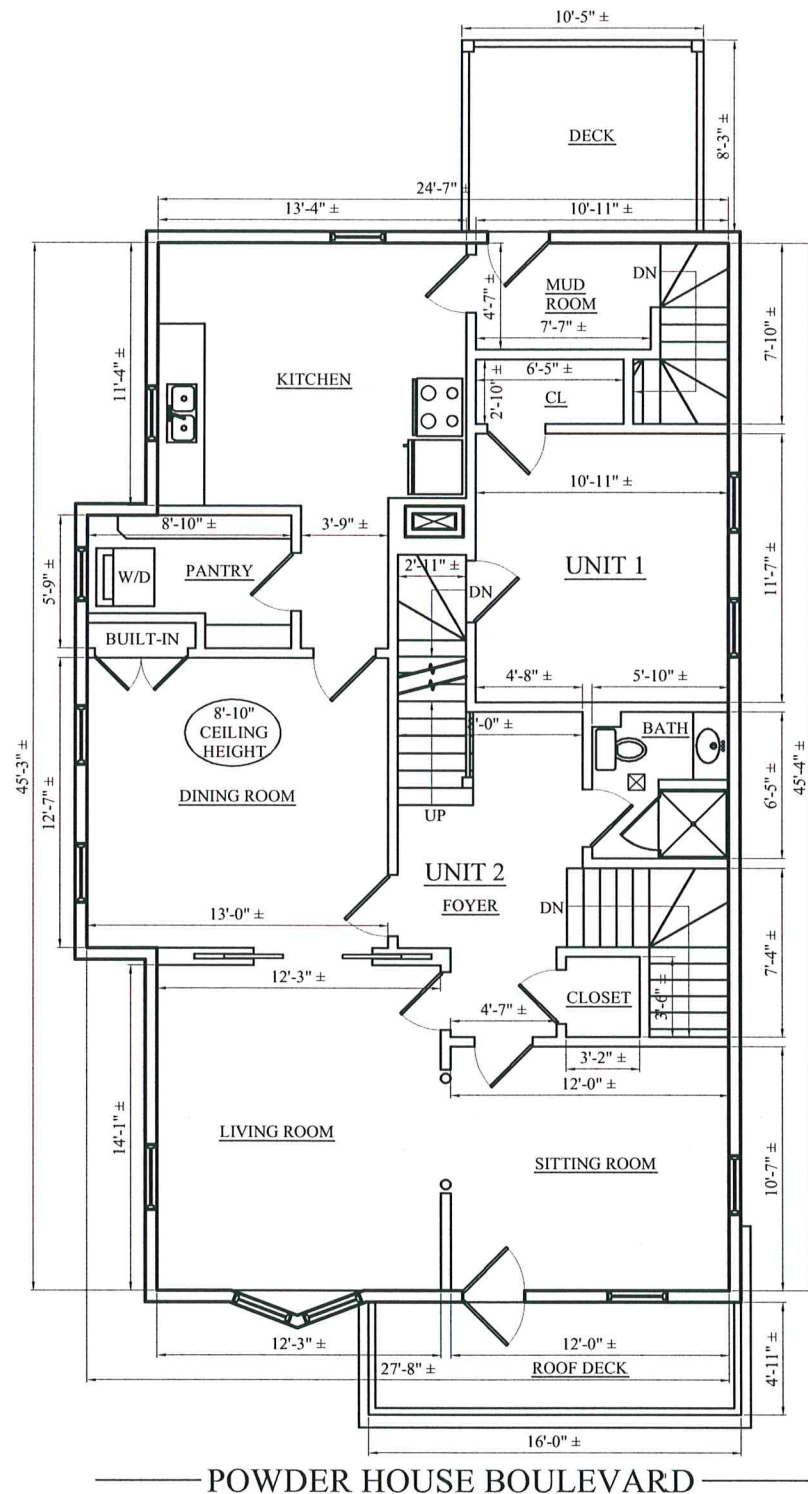 10'-5" ±
DECK
8'-3" ±
24'-7" ±
13'-4" ±
10'-11" ±
DN
MUD
ROOM
4'-7" ±
7'-7" ±
7'-10" ±
11'-4" ±
KITCHEN
6'-5" ±
2'-10" ±
CL
10'-11" ±
8'-10" ±
3'-9" ±
UNIT 1
11'-7" ±
5'-9" ±
W/D
PANTRY
2'-11" ±
DN
BUILT-IN
4'-8" ±
5'-10" ±
8'-10"
CEILING
HEIGHT
'-0" ±
BATH
45'-3" ±
45'-4" ±
12'-7" ±
DINING ROOM
6'-5" ±
UP
UNIT 2
FOYER
DN
13'-0" ±
7'-4" ±
12'-3" ±
CLOSET
3'-6" ±
4'-7" ±
3'-2" ±
12'-0" ±
14'-1" ±
LIVING ROOM
SITTING ROOM
10'-7" ±
12'-3" ±
12'-0" ±
27'-8" ±
ROOF DECK
4'-11" ±
16'-0" ±
POWDER HOUSE BOULEVARD